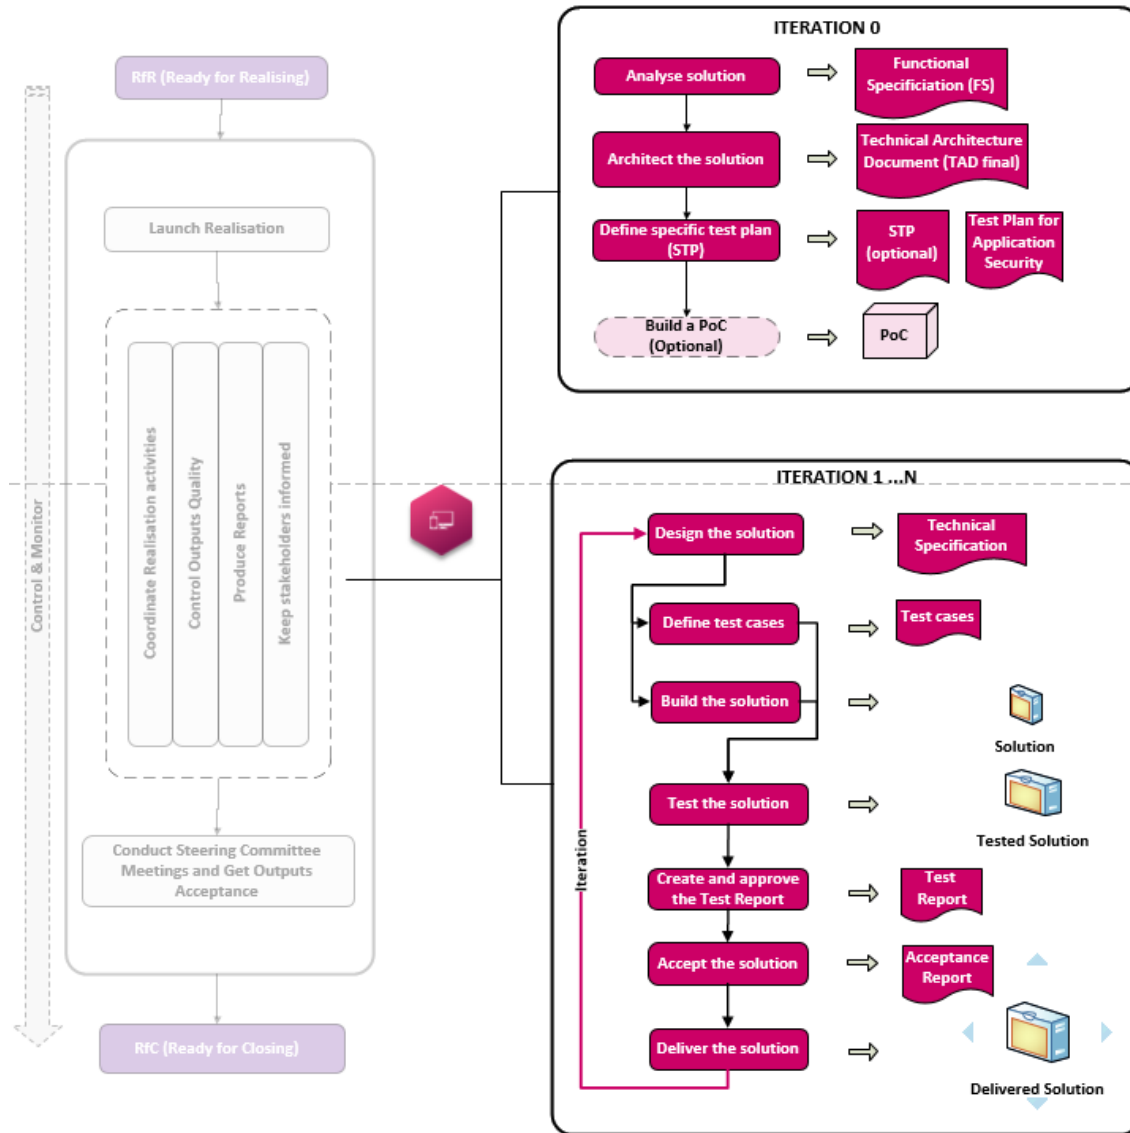 RfR (Ready for Realising)
Launch Realisation
Coordinate Realisation activities
Control Outputs Quality
Produce Reports
Keep stakeholders informed
Control & Monitor
Conduct Steering Committee
Meetings and Get Outputs
Acceptance
RfC (Ready for Closing)
ITERATION 0
Analyse solution
Functional
Specificiation (FS)
Architect the solution
Technical Architecture
Document (TAD final)
Define specific test plan
(STP)
STP
(optional)
Test Plan for
Application
Security
Build a PoC
(Optional)
PoC
ITERATION 1 ...N
Design the solution
Technical
Specification
Define test cases
Test cases
Build the solution
Solution
Test the solution
Tested Solution
Iteration
Create and approve
the Test Report
Test
Report
Accept the solution
Acceptance
Report
Deliver the solution
Delivered Solution